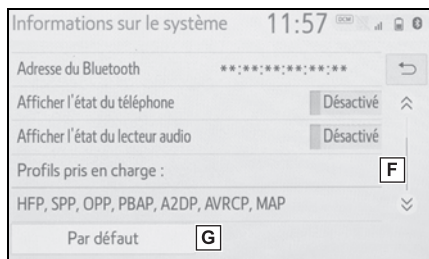 Informations sur le système 11:57 DCM
Adresse du Bluetooth **:**:**:**:**:**
Afficher l'état du téléphone Désactivé
Afficher l'état du lecteur audio Désactivé
Profils pris en charge :
F
HFP, SPP, OPP, PBAP, A2DP, AVRCP, MAP
Par défaut G